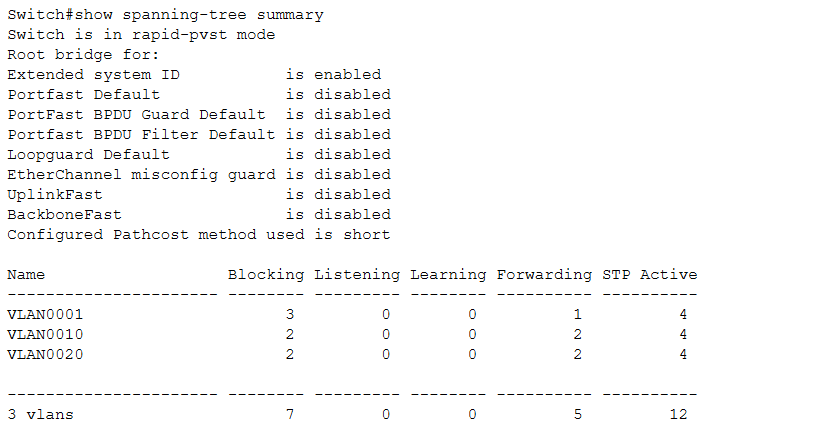 Switch#show spanning-tree summary
Switch is in rapid-pvst mode
Root bridge for:
Extended system ID           is enabled
Portfast Default             is disabled
PortFast BPDU Guard Default  is disabled
Portfast BPDU Filter Default is disabled
Loopguard Default            is disabled
EtherChannel misconfig guard is disabled
UplinkFast                   is disabled
BackboneFast                 is disabled
Configured Pathcost method used is short

Name                   Blocking Listening Learning Forwarding STP Active
---------------------- -------- --------- -------- ---------- ----------
VLAN0001                     3         0        0          1          4
VLAN0010                     2         0        0          2          4
VLAN0020                     2         0        0          2          4

---------------------- -------- --------- -------- ---------- ----------
3 vlans                      7         0        0          5         12